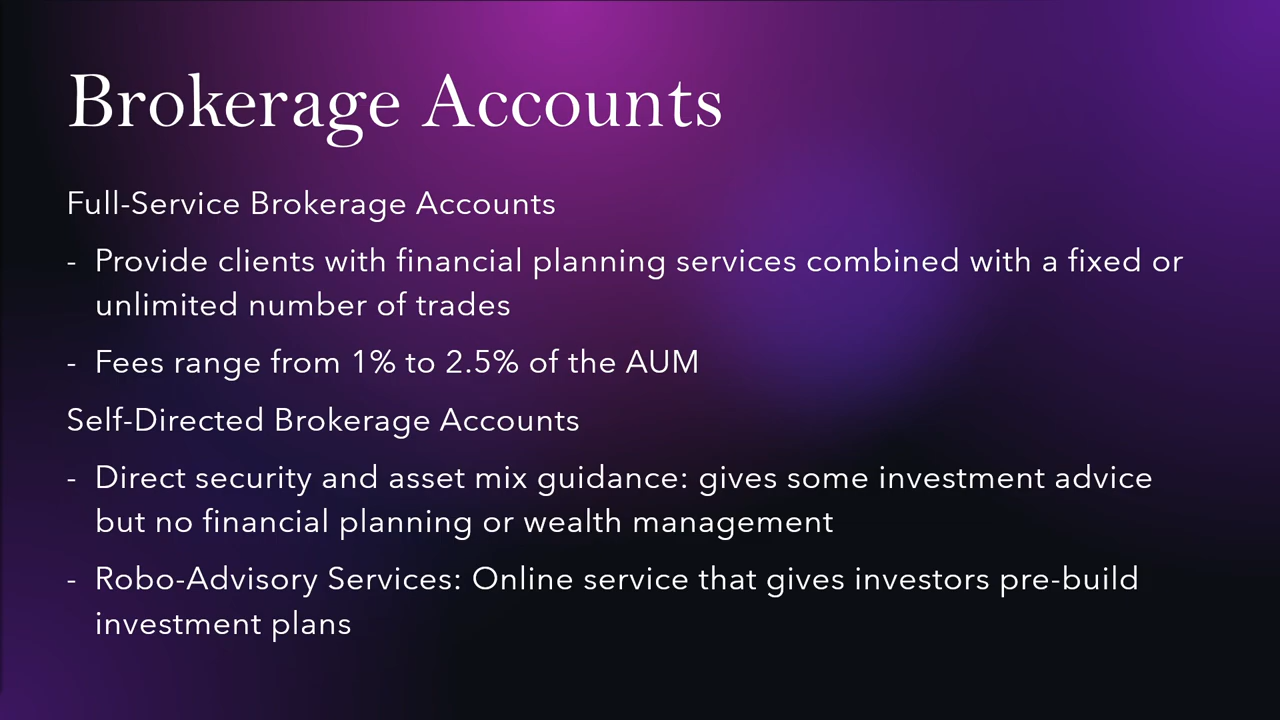 Brokerage Accounts
Full-Service Brokerage Accounts
- Provide clients with financial planning services combined with a fixed or
unlimited number of trades
- Fees range from 1% to 2.5% of the AUM
Self-Directed Brokerage Accounts
- Direct security and asset mix guidance: gives some investment advice
but no financial planning or wealth management
- Robo-Advisory Services: Online service that gives investors pre-build
investment plans